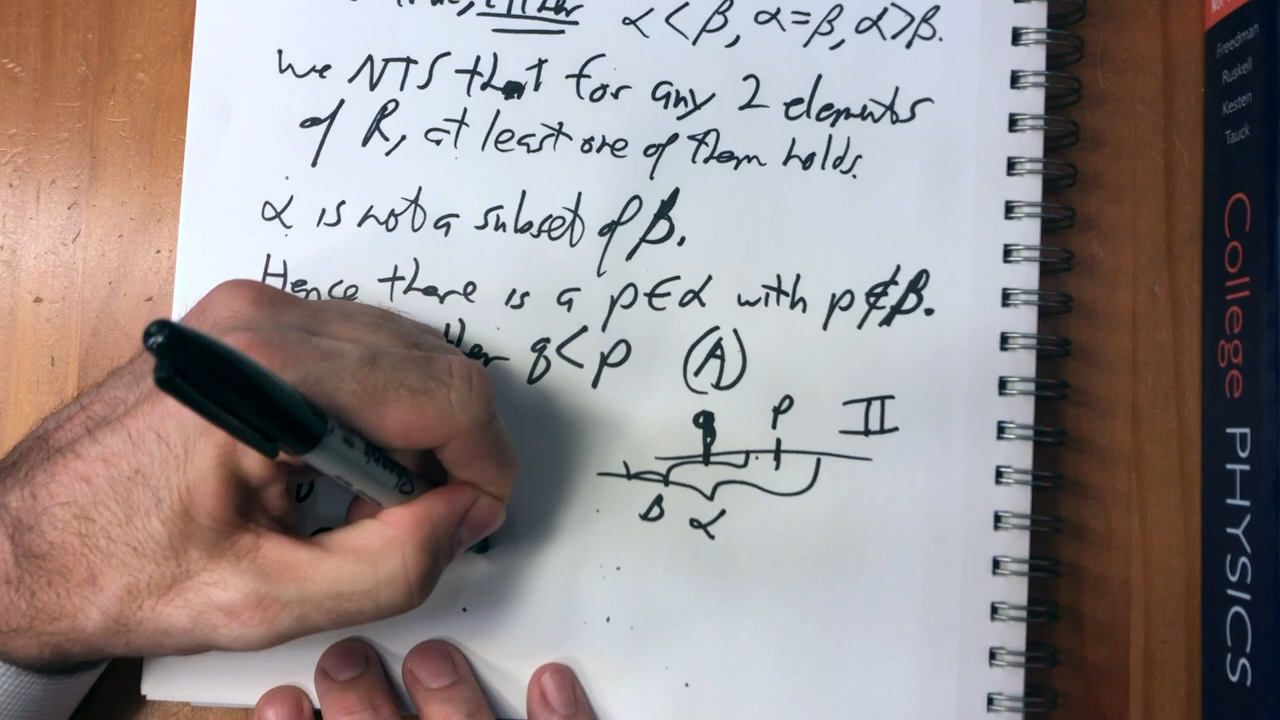 α<β, α=β, α>β.
We NTS that for any 2 elements
of R, at least one of them holds.
α is not a subset of β.
Hence there is a p∈α with p∉β.
q<p (A)
q p II
β α
Freedman
Ruskell
Kesten
Tauck
College PHYSICS